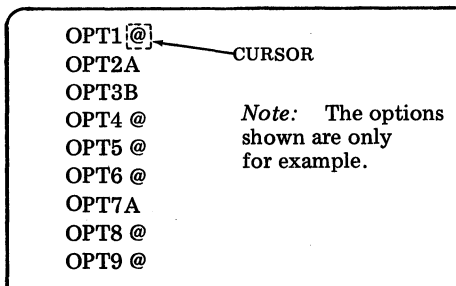 OPT1 @
CURSOR
OPT2A
OPT3B
OPT4 @
OPT5 @
OPT6 @
OPT7A
OPT8 @
OPT9 @
Note: The options
shown are only
for example.